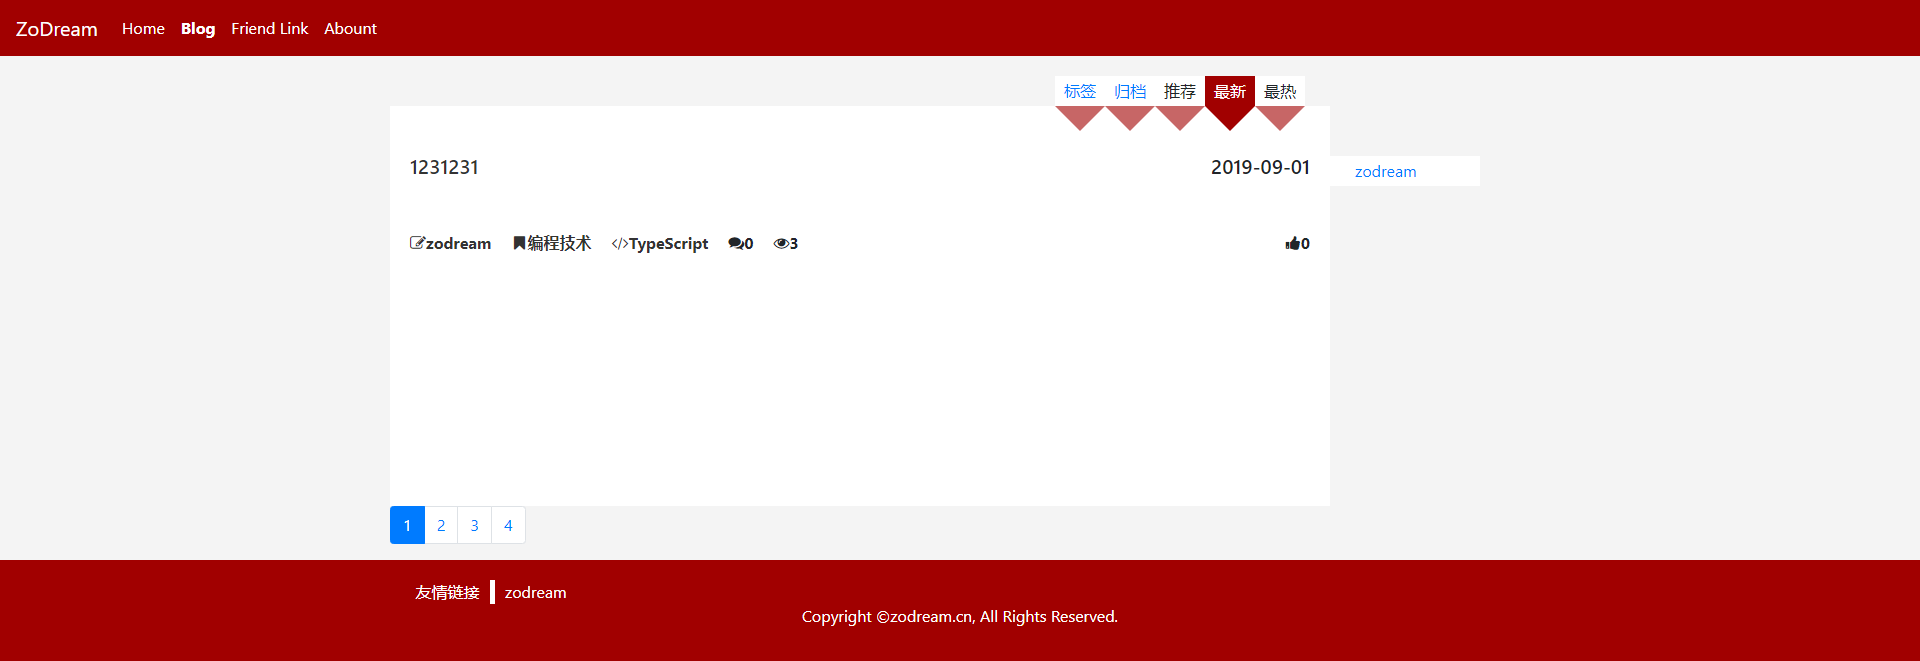 ZoDream Home Blog Friend Link Abount
标签 归档 推荐 最新 最热
1231231 2019-09-01
zodream
zodream 编程技术 TypeScript 0 3 0
1 2 3 4
友情链接 zodream
Copyright ©zodream.cn, All Rights Reserved.